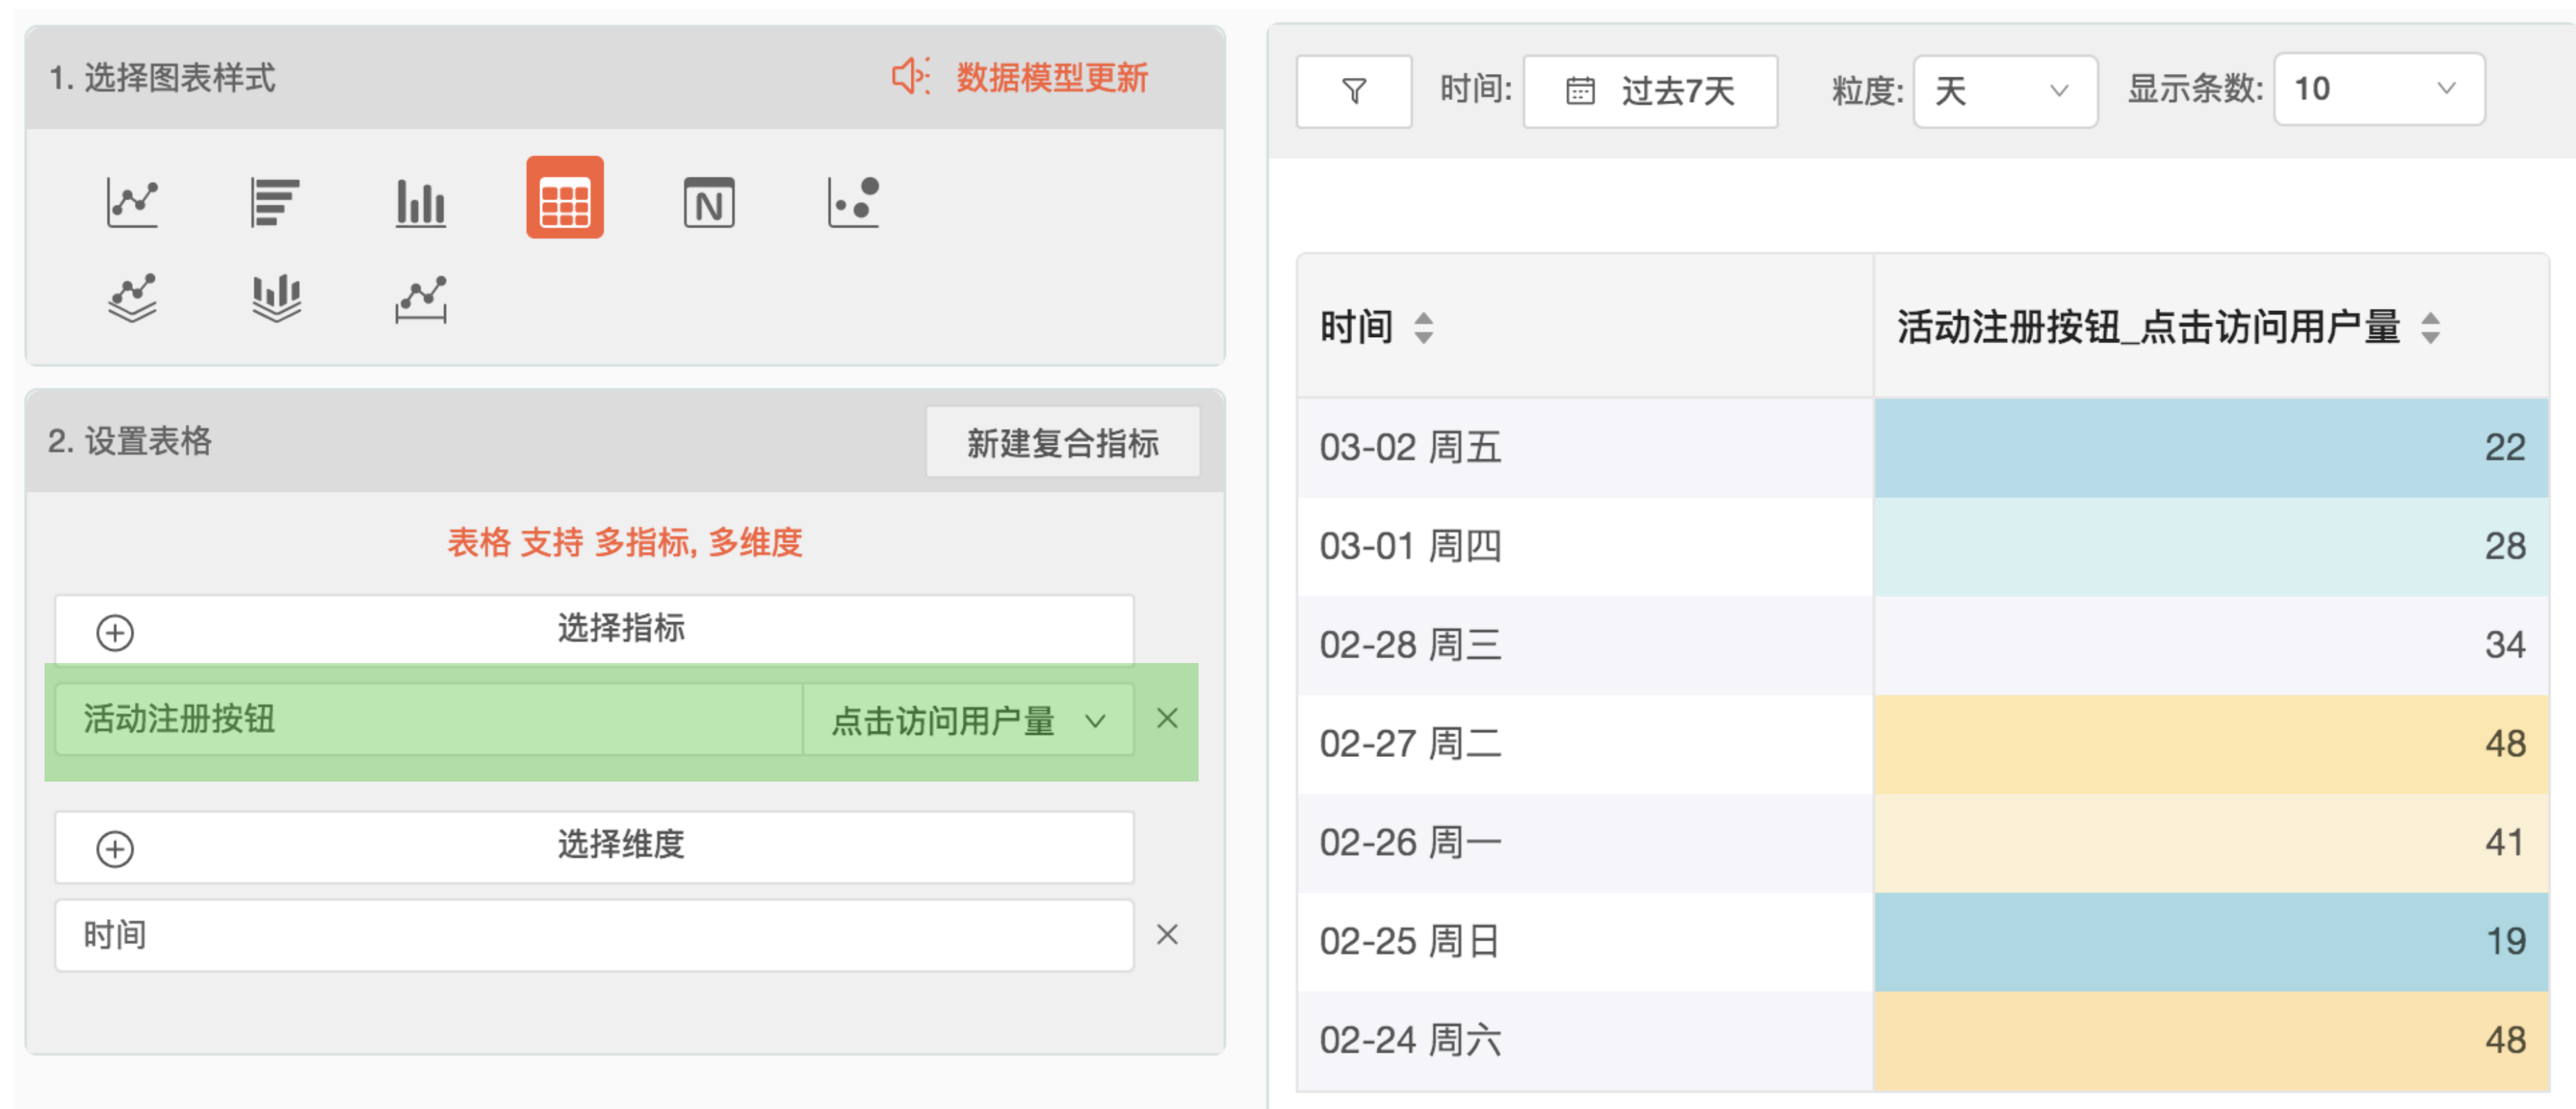 1. 选择图表样式
数据模型更新
N
2. 设置表格
新建复合指标
表格 支持 多指标, 多维度
选择指标
活动注册按钮
点击访问用户量
选择维度
时间
时间:
过去7天
粒度:
天
显示条数:
10
时间
活动注册按钮_点击访问用户量
03-02 周五
22
03-01 周四
28
02-28 周三
34
02-27 周二
48
02-26 周一
41
02-25 周日
19
02-24 周六
48